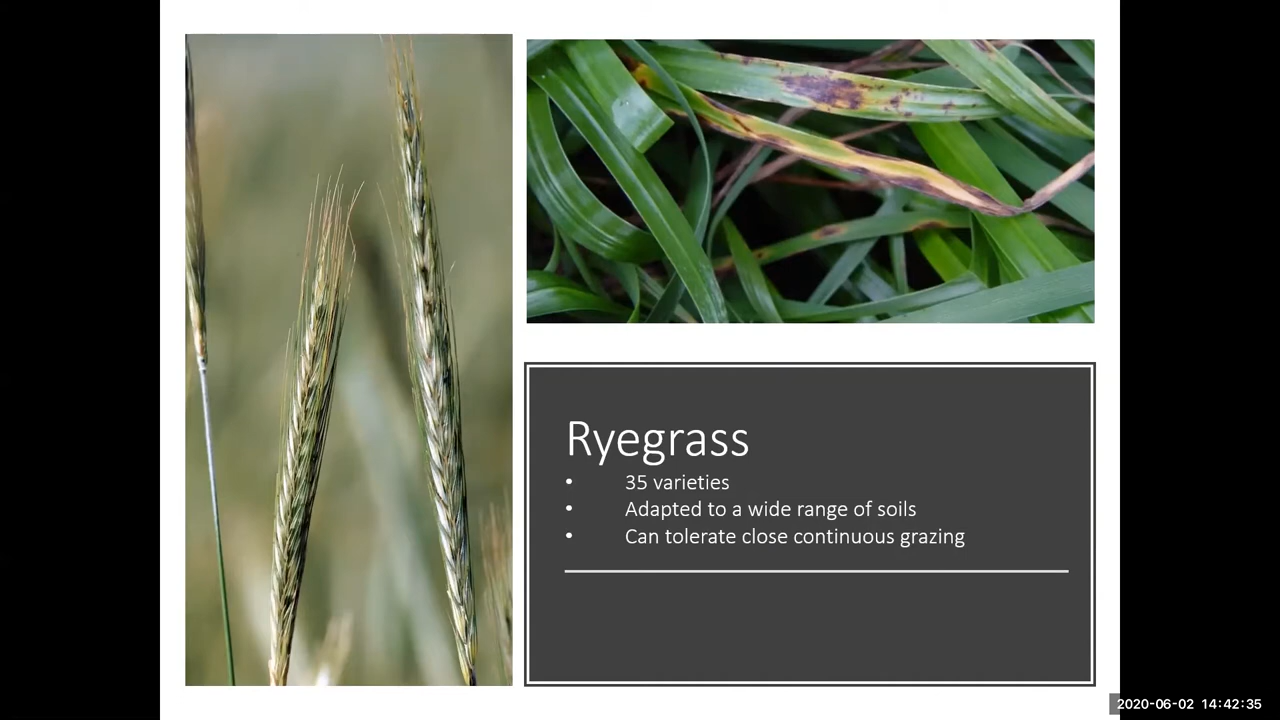 Ryegrass
• 35 varieties
• Adapted to a wide range of soils
• Can tolerate close continuous grazing
2020-06-02 14:42:35